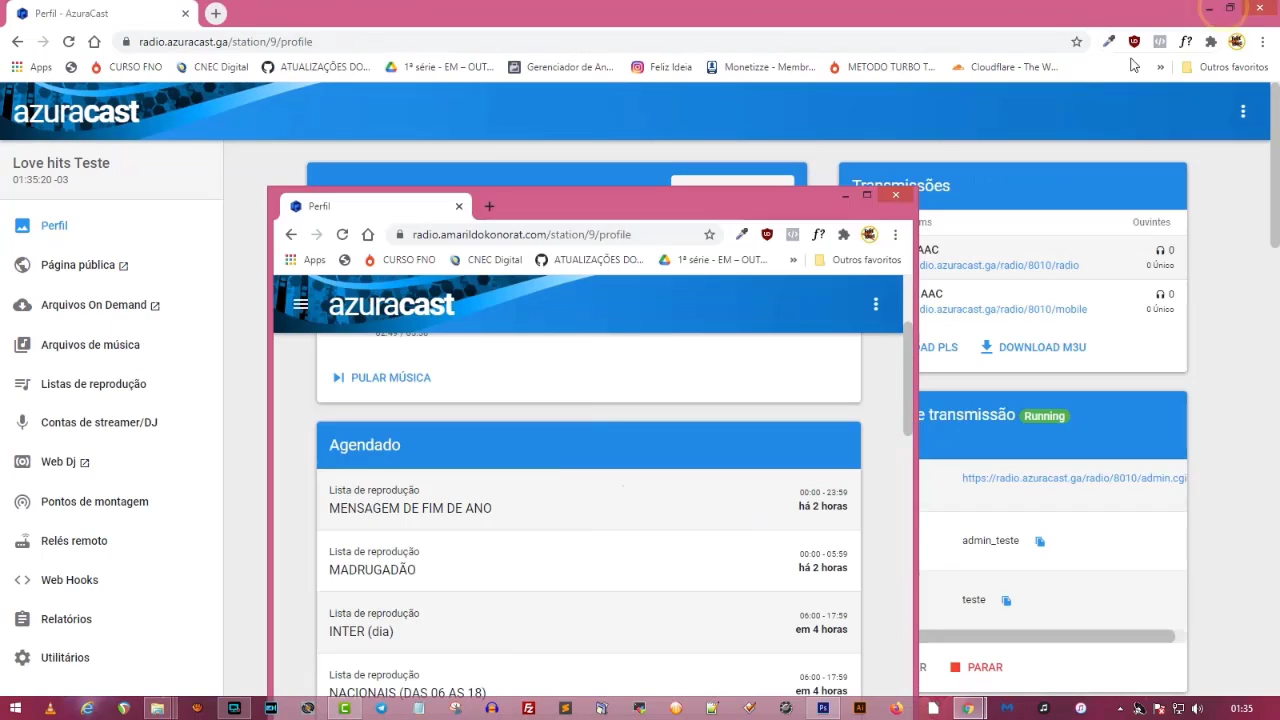 Perfil - AzuraCast
radio.azuracast.ga/station/9/profile
f?
Apps
CURSO FNO
CNEC Digital
ATUALIZAÇÕES DO...
1ª série - EM – OUT...
Gerenciador de An...
Feliz Ideia
Monetizze - Membr...
METODO TURBO T...
Cloudflare - The W...
»
Outros favoritos
azuracast
Love hits Teste
01:35:20 -03
Perfil
Página pública
Arquivos On Demand
Arquivos de música
Listas de reprodução
Contas de streamer/DJ
Web Dj
Pontos de montagem
Relés remoto
Web Hooks
Relatórios
Utilitários
Transmissões
Ouvintes
AAC
0
dio.azuracast.ga/radio/8010/radio
0 Único
AAC
0
dio.azuracast.ga/radio/8010/mobile
0 Único
AD PLS
DOWNLOAD M3U
e transmissão Running
https://radio.azuracast.ga/radio/8010/admin.cgi
admin_teste
teste
R
PARAR
Perfil
radio.amarildokonorat.com/station/9/profile
f?
Apps
CURSO FNO
CNEC Digital
ATUALIZAÇÕES DO...
1ª série - EM – OUT...
»
Outros favoritos
azuracast
PULAR MÚSICA
Agendado
Lista de reprodução
MENSAGEM DE FIM DE ANO
00:00 - 23:59
há 2 horas
Lista de reprodução
MADRUGADÃO
00:00 - 05:59
há 2 horas
Lista de reprodução
INTER (dia)
06:00 - 17:59
em 4 horas
Lista de reprodução
NACIONAIS (DAS 06 AS 18)
06:00 - 17:59
em 4 horas
01:35